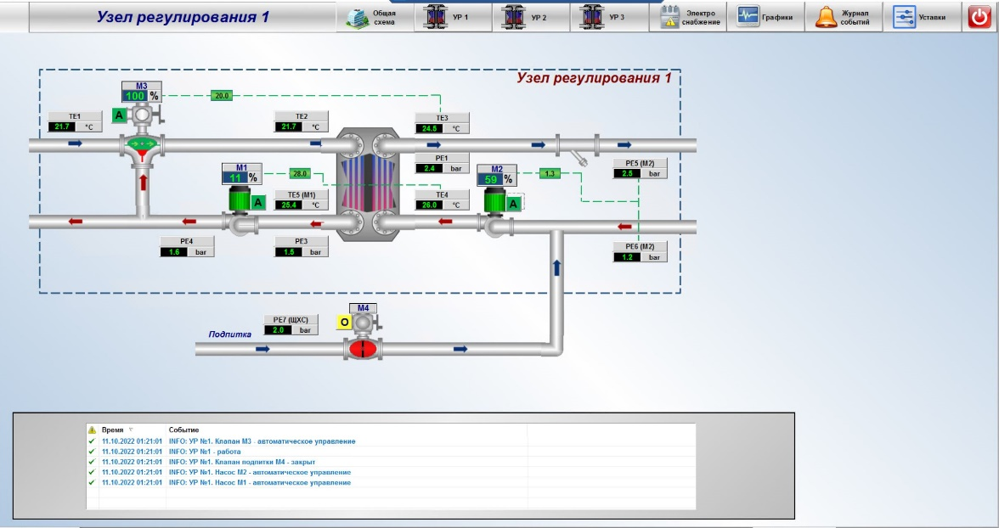 Узел регулирования 1
Общая
схема
УР 1
УР 2
УР 3
Электро
снабжение
Графики
Журнал
событий
Уставки
Узел регулирования 1
M3
100 %
20.0
A
TE1
21.7 °C
TE2
21.7 °C
TE3
24.5 °C
PE1
2.4 bar
M1
11 %
28.0
A
TE5 (M1)
25.4 °C
TE4
26.0 °C
M2
59 %
1.3
A
PE5 (M2)
2.5 bar
PE4
1.6 bar
PE3
1.5 bar
PE6 (M2)
1.2 bar
M4
O
PE7 (ЩХС)
2.0 bar
Подпитка
Время Событие
11.10.2022 01:21:01 INFO: УР №1. Клапан М3 - автоматическое управление
11.10.2022 01:21:01 INFO: УР №1 - работа
11.10.2022 01:21:01 INFO: УР №1. Клапан подпитки М4 - закрыт
11.10.2022 01:21:01 INFO: УР №1. Насос М2 - автоматическое управление
11.10.2022 01:21:01 INFO: УР №1. Насос М1 - автоматическое управление